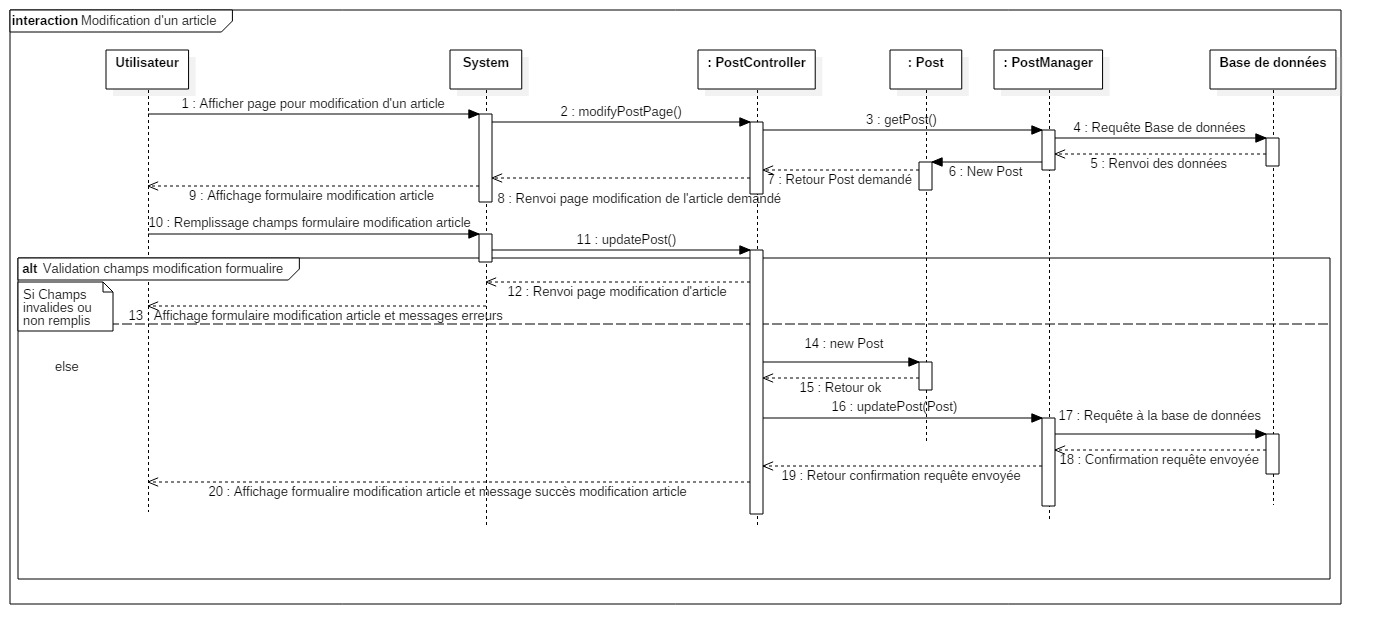 interaction Modification d'un article
Utilisateur
System
: PostController
: Post
: PostManager
Base de données
1 : Afficher page pour modification d'un article
2 : modifyPostPage()
3 : getPost()
4 : Requête Base de données
5 : Renvoi des données
6 : New Post
7 : Retour Post demandé
8 : Renvoi page modification de l'article demandé
9 : Affichage formulaire modification article
10 : Remplissage champs formulaire modification article
11 : updatePost()
alt Validation champs modification formualire
Si Champs
invalides ou
non remplis
12 : Renvoi page modification d'article
13 : Affichage formulaire modification article et messages erreurs
else
14 : new Post
15 : Retour ok
16 : updatePost(Post)
17 : Requête à la base de données
18 : Confirmation requête envoyée
19 : Retour confirmation requête envoyée
20 : Affichage formualire modification article et message succès modification article